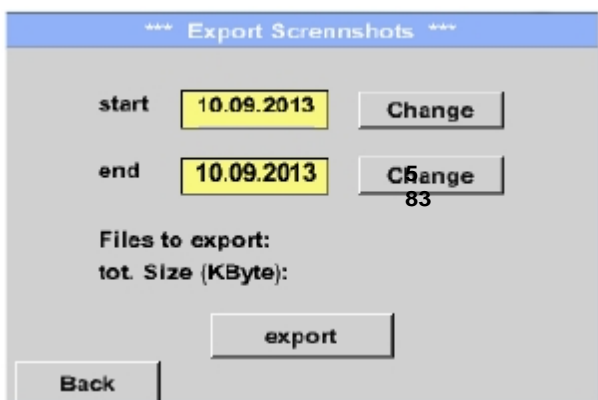 *** Export Scrennshots ***
start 10.09.2013 Change
end 10.09.2013 Change
5
83
Files to export:
tot. Size (KByte):
export
Back